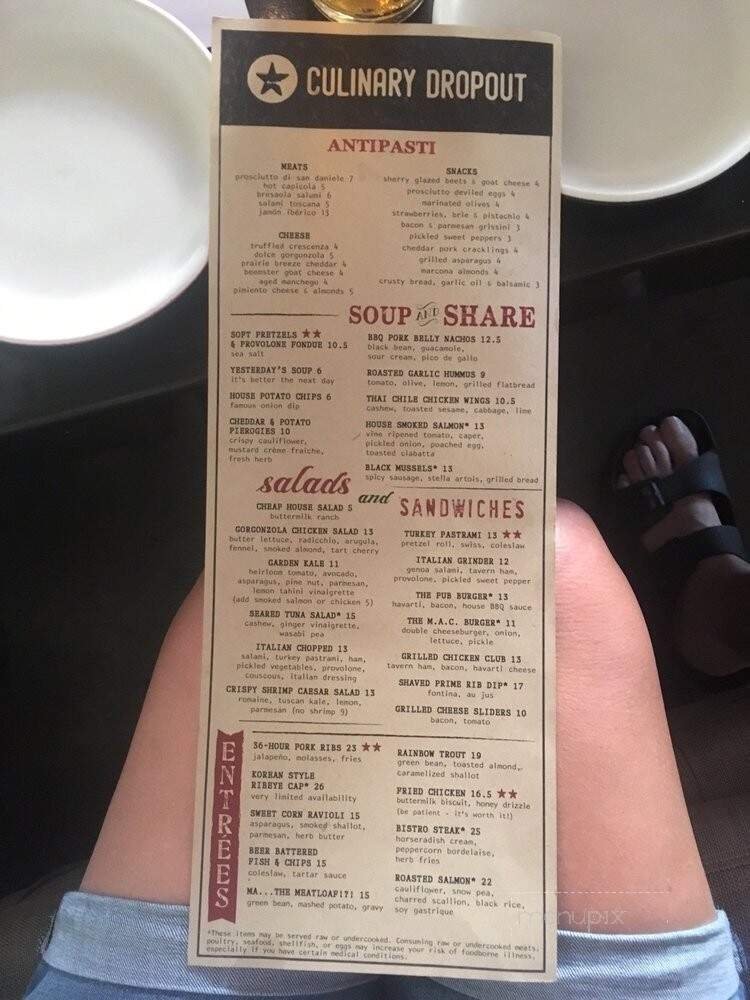 CULINARY DROPOUT
ANTIPASTI
MEATS
prosciutto di san daniele 7
hot capicola 5
bresaola salumi 6
salami toscana 5
jamón ibérico 13
CHEESE
truffled crescenza 4
dolce gorgonzola 5
prairie breeze cheddar 4
beemster goat cheese 4
aged manchego 4
pimiento cheese & almonds 5
SNACKS
sherry glazed beets & goat cheese 4
prosciutto deviled eggs 4
marinated olives 4
strawberries, brie & pistachio 4
bacon & parmesan grissini 3
pickled sweet peppers 3
cheddar pork cracklings 4
grilled asparagus 4
marcona almonds 4
crusty bread, garlic oil & balsamic 3
SOUP AND SHARE
SOFT PRETZELS ★★
& PROVOLONE FONDUE 10.5
sea salt
YESTERDAY'S SOUP 6
it's better the next day
HOUSE POTATO CHIPS 6
famous onion dip
CHEDDAR & POTATO
PIEROGIES 10
crispy cauliflower,
mustard crème fraiche,
fresh herb
BBQ PORK BELLY NACHOS 12.5
black bean, guacamole,
sour cream, pico de gallo
ROASTED GARLIC HUMMUS 9
tomato, olive, lemon, grilled flatbread
THAI CHILE CHICKEN WINGS 10.5
cashew, toasted sesame, cabbage, lime
HOUSE SMOKED SALMON* 13
vine ripened tomato, caper,
pickled onion, poached egg,
toasted ciabatta
BLACK MUSSELS* 13
spicy sausage, stella artois, grilled bread
salads and SANDWICHES
CHEAP HOUSE SALAD 5
buttermilk ranch
GORGONZOLA CHICKEN SALAD 13
butter lettuce, radicchio, arugula,
fennel, smoked almond, tart cherry
GARDEN KALE 11
heirloom tomato, avocado,
asparagus, pine nut, parmesan,
lemon tahini vinaigrette
(add smoked salmon or chicken 5)
SEARED TUNA SALAD* 15
cashew, ginger vinaigrette,
wasabi pea
ITALIAN CHOPPED 13
salami, turkey pastrami, ham,
pickled vegetables, provolone,
couscous, italian dressing
CRISPY SHRIMP CAESAR SALAD 13
romaine, tuscan kale, lemon,
parmesan (no shrimp 9)
TURKEY PASTRAMI 13 ★★
pretzel roll, swiss, coleslaw
ITALIAN GRINDER 12
genoa salami, tavern ham,
provolone, pickled sweet pepper
THE PUB BURGER* 13
havarti, bacon, house BBQ sauce
THE M.A.C. BURGER* 11
double cheeseburger, onion,
lettuce, pickle
GRILLED CHICKEN CLUB 13
tavern ham, bacon, havarti cheese
SHAVED PRIME RIB DIP* 17
fontina, au jus
GRILLED CHEESE SLIDERS 10
bacon, tomato
ENTRÉES
36-HOUR PORK RIBS 23 ★★
jalapeño, molasses, fries
KOREAN STYLE
RIBEYE CAP* 26
very limited availability
SWEET CORN RAVIOLI 15
asparagus, smoked shallot,
parmesan, herb butter
BEER BATTERED
FISH & CHIPS 15
coleslaw, tartar sauce
MA...THE MEATLOAF!?! 15
green bean, mashed potato, gravy
RAINBOW TROUT 19
green bean, toasted almond,
caramelized shallot
FRIED CHICKEN 16.5 ★★
buttermilk biscuit, honey drizzle
(be patient - it's worth it!)
BISTRO STEAK* 25
horseradish cream,
peppercorn bordelaise,
herb fries
ROASTED SALMON* 22
cauliflower, snow pea,
charred scallion, black rice,
soy gastrique
*These items may be served raw or undercooked. Consuming raw or undercooked meats,
poultry, seafood, shellfish, or eggs may increase your risk of foodborne illness,
especially if you have certain medical conditions.
menupix